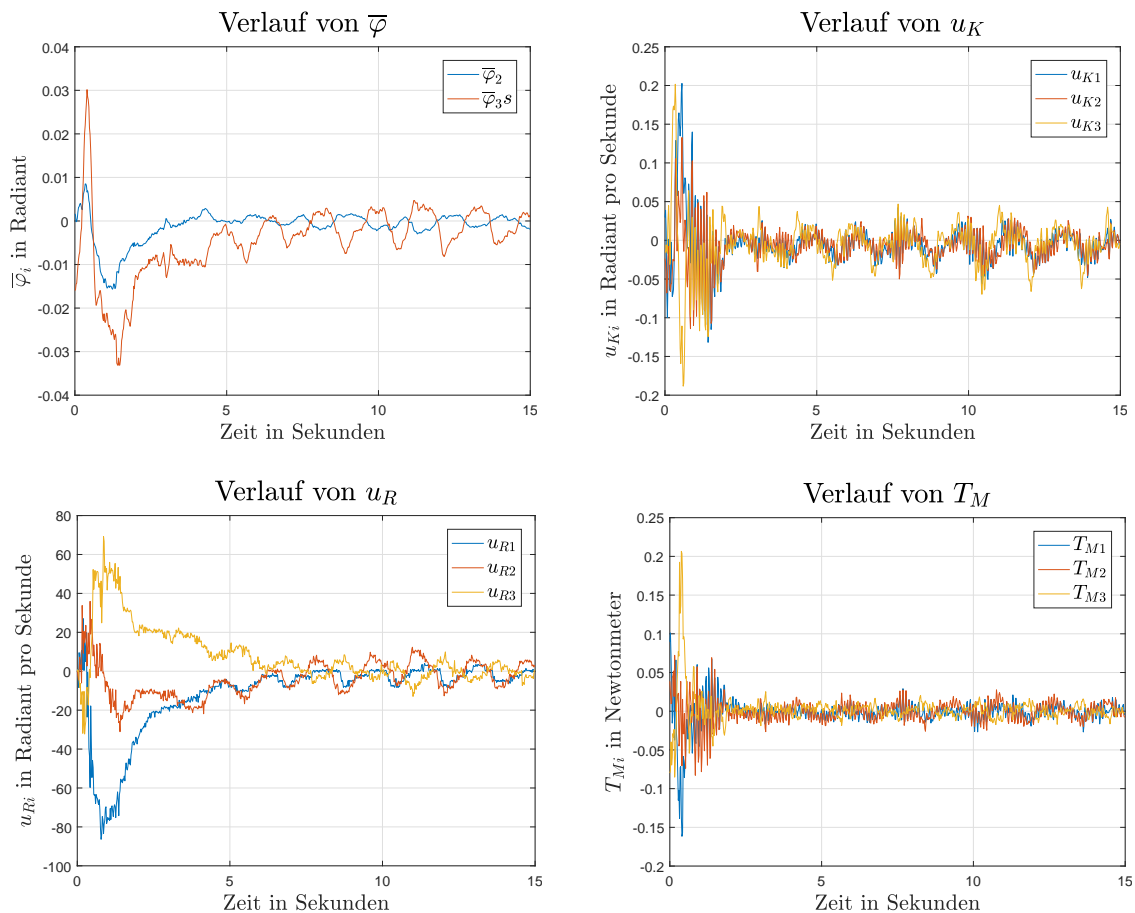 Verlauf von φ̅
φ̅i in Radiant
0.04
0.03
0.02
0.01
0
-0.01
-0.02
-0.03
-0.04
φ̅2
φ̅3s
0 5 10 15
Zeit in Sekunden
Verlauf von uK
uKi in Radiant pro Sekunde
0.25
0.2
0.15
0.1
0.05
0
-0.05
-0.1
-0.15
-0.2
uK1
uK2
uK3
0 5 10 15
Zeit in Sekunden
Verlauf von uR
uRi in Radiant pro Sekunde
80
60
40
20
0
-20
-40
-60
-80
-100
uR1
uR2
uR3
0 5 10 15
Zeit in Sekunden
Verlauf von TM
TMi in Newtonmeter
0.25
0.2
0.15
0.1
0.05
0
-0.05
-0.1
-0.15
-0.2
TM1
TM2
TM3
0 5 10 15
Zeit in Sekunden